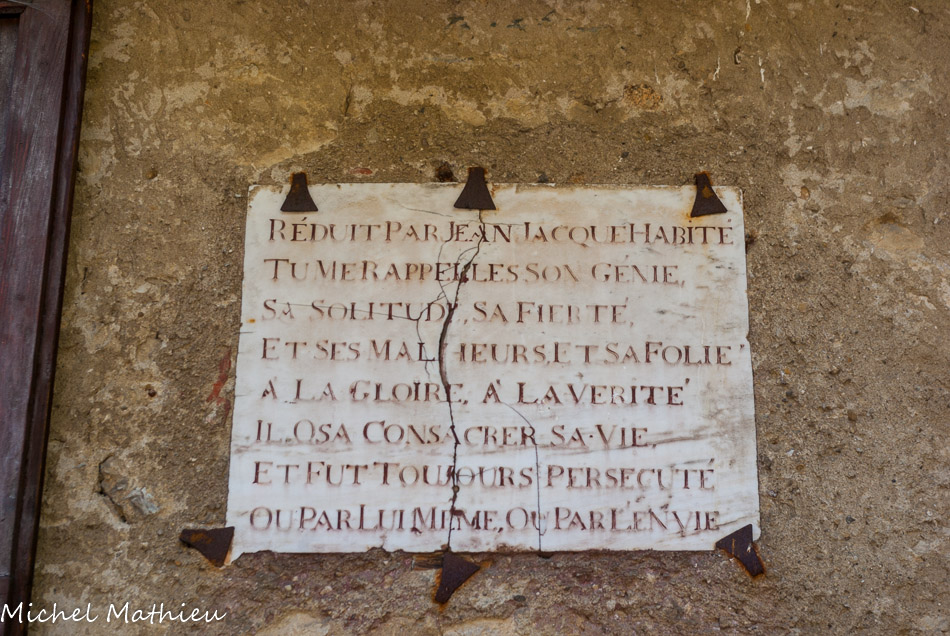 RÉDUIT PAR JEAN JACQUE HABITÉ
TU ME RAPPELLES SON GENIE,
SA SOLITUDE, SA FIERTÉ,
ET SES MALHEURS, ET SA FOLIE
À LA GLOIRE, À LA VERITÉ
IL OSA CONSACRER SA VIE,
ET FUT TOUJOURS PERSECUTÉ
OU PAR LUI MÊME, OU PAR L'ENVIE
Michel Mathieu